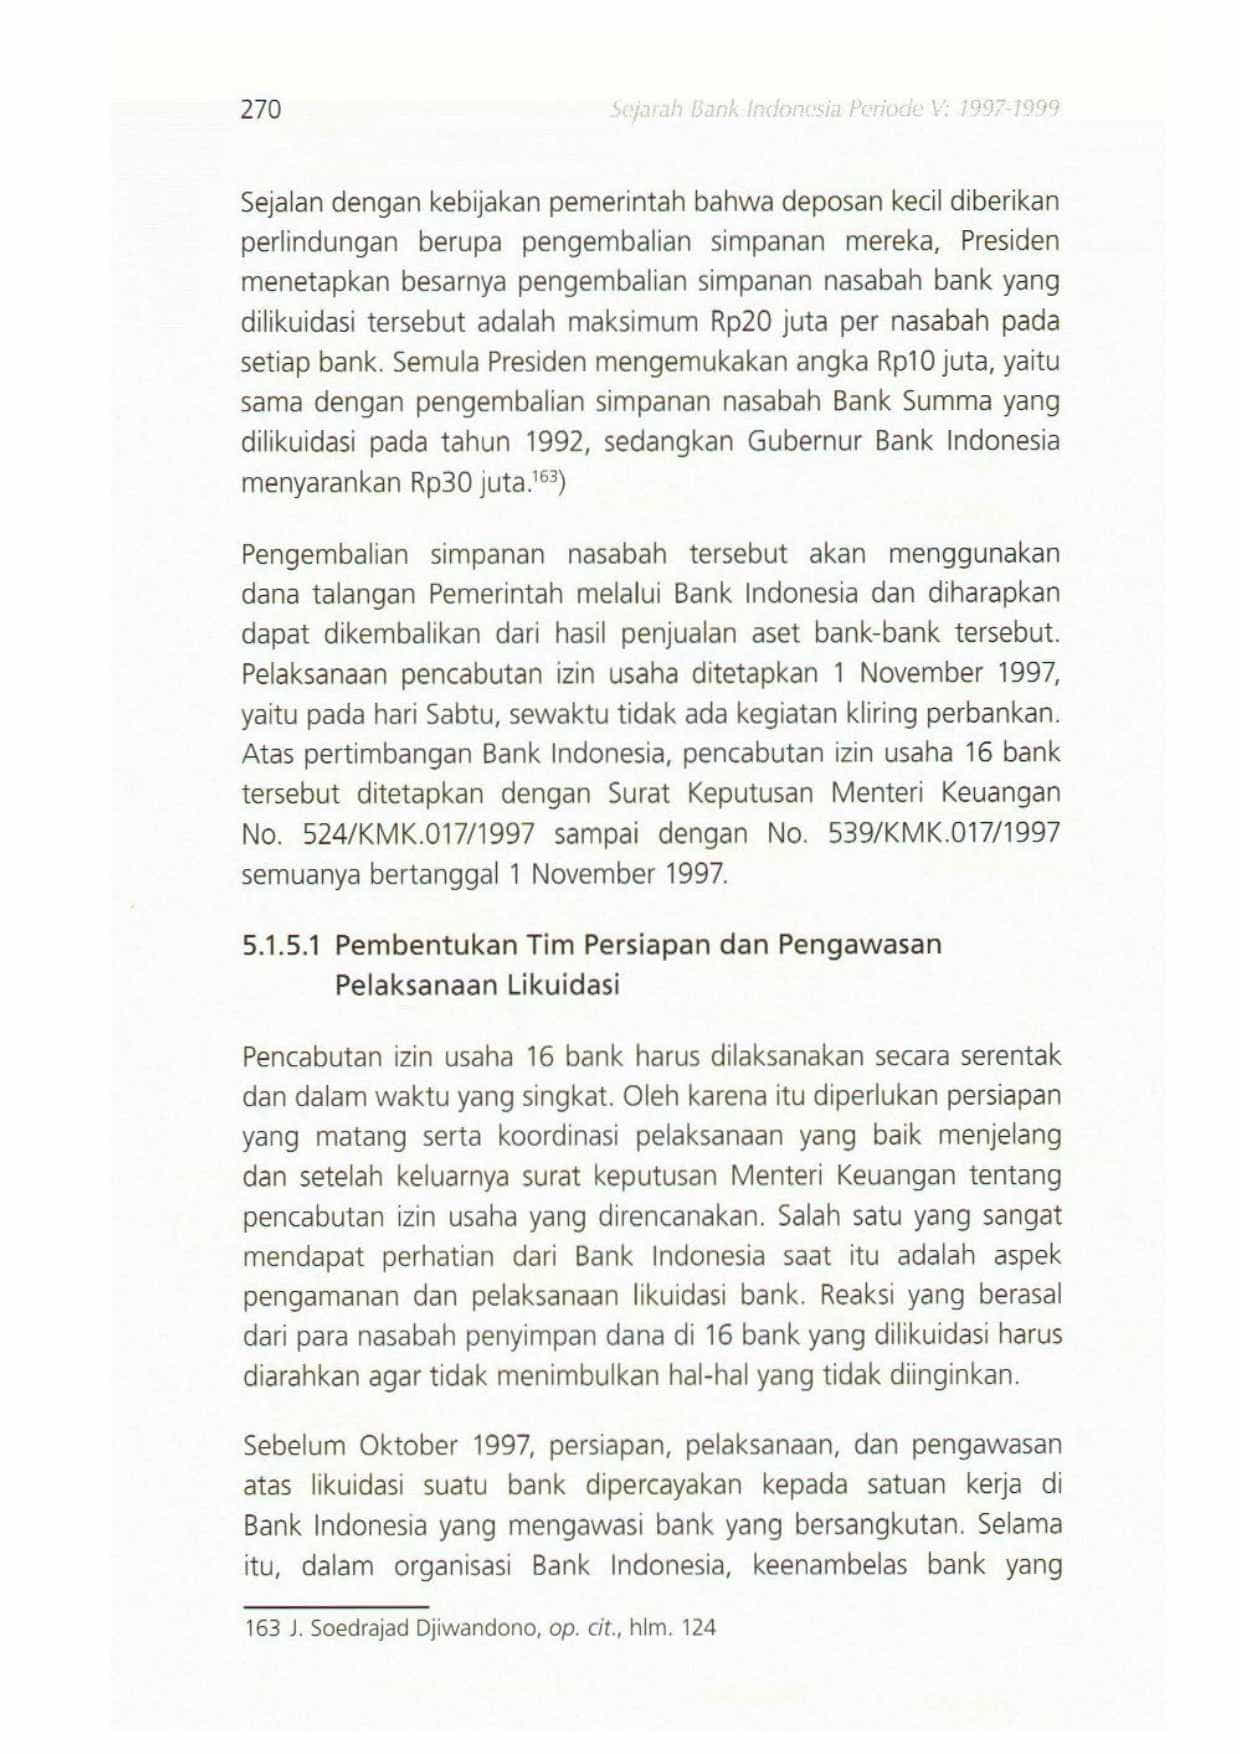 270
Sejarah Bank Indonesia Periode V: 1997-1999
Sejalan dengan kebijakan pemerintah bahwa deposan kecil diberikan
perlindungan berupa pengembalian simpanan mereka, Presiden
menetapkan besarnya pengembalian simpanan nasabah bank yang
dilikuidasi tersebut adalah maksimum Rp20 juta per nasabah pada
setiap bank. Semula Presiden mengemukakan angka Rp10 juta, yaitu
sama dengan pengembalian simpanan nasabah Bank Summa yang
dilikuidasi pada tahun 1992, sedangkan Gubernur Bank Indonesia
menyarankan Rp30 juta.¹⁶³)
Pengembalian simpanan nasabah tersebut akan menggunakan
dana talangan Pemerintah melalui Bank Indonesia dan diharapkan
dapat dikembalikan dari hasil penjualan aset bank-bank tersebut.
Pelaksanaan pencabutan izin usaha ditetapkan 1 November 1997,
yaitu pada hari Sabtu, sewaktu tidak ada kegiatan kliring perbankan.
Atas pertimbangan Bank Indonesia, pencabutan izin usaha 16 bank
tersebut ditetapkan dengan Surat Keputusan Menteri Keuangan
No. 524/KMK.017/1997 sampai dengan No. 539/KMK.017/1997
semuanya bertanggal 1 November 1997.
5.1.5.1 Pembentukan Tim Persiapan dan Pengawasan
Pelaksanaan Likuidasi
Pencabutan izin usaha 16 bank harus dilaksanakan secara serentak
dan dalam waktu yang singkat. Oleh karena itu diperlukan persiapan
yang matang serta koordinasi pelaksanaan yang baik menjelang
dan setelah keluarnya surat keputusan Menteri Keuangan tentang
pencabutan izin usaha yang direncanakan. Salah satu yang sangat
mendapat perhatian dari Bank Indonesia saat itu adalah aspek
pengamanan dan pelaksanaan likuidasi bank. Reaksi yang berasal
dari para nasabah penyimpan dana di 16 bank yang dilikuidasi harus
diarahkan agar tidak menimbulkan hal-hal yang tidak diinginkan.
Sebelum Oktober 1997, persiapan, pelaksanaan, dan pengawasan
atas likuidasi suatu bank dipercayakan kepada satuan kerja di
Bank Indonesia yang mengawasi bank yang bersangkutan. Selama
itu, dalam organisasi Bank Indonesia, keenambelas bank yang
163 J. Soedrajad Djiwandono, op. cit., hlm. 124